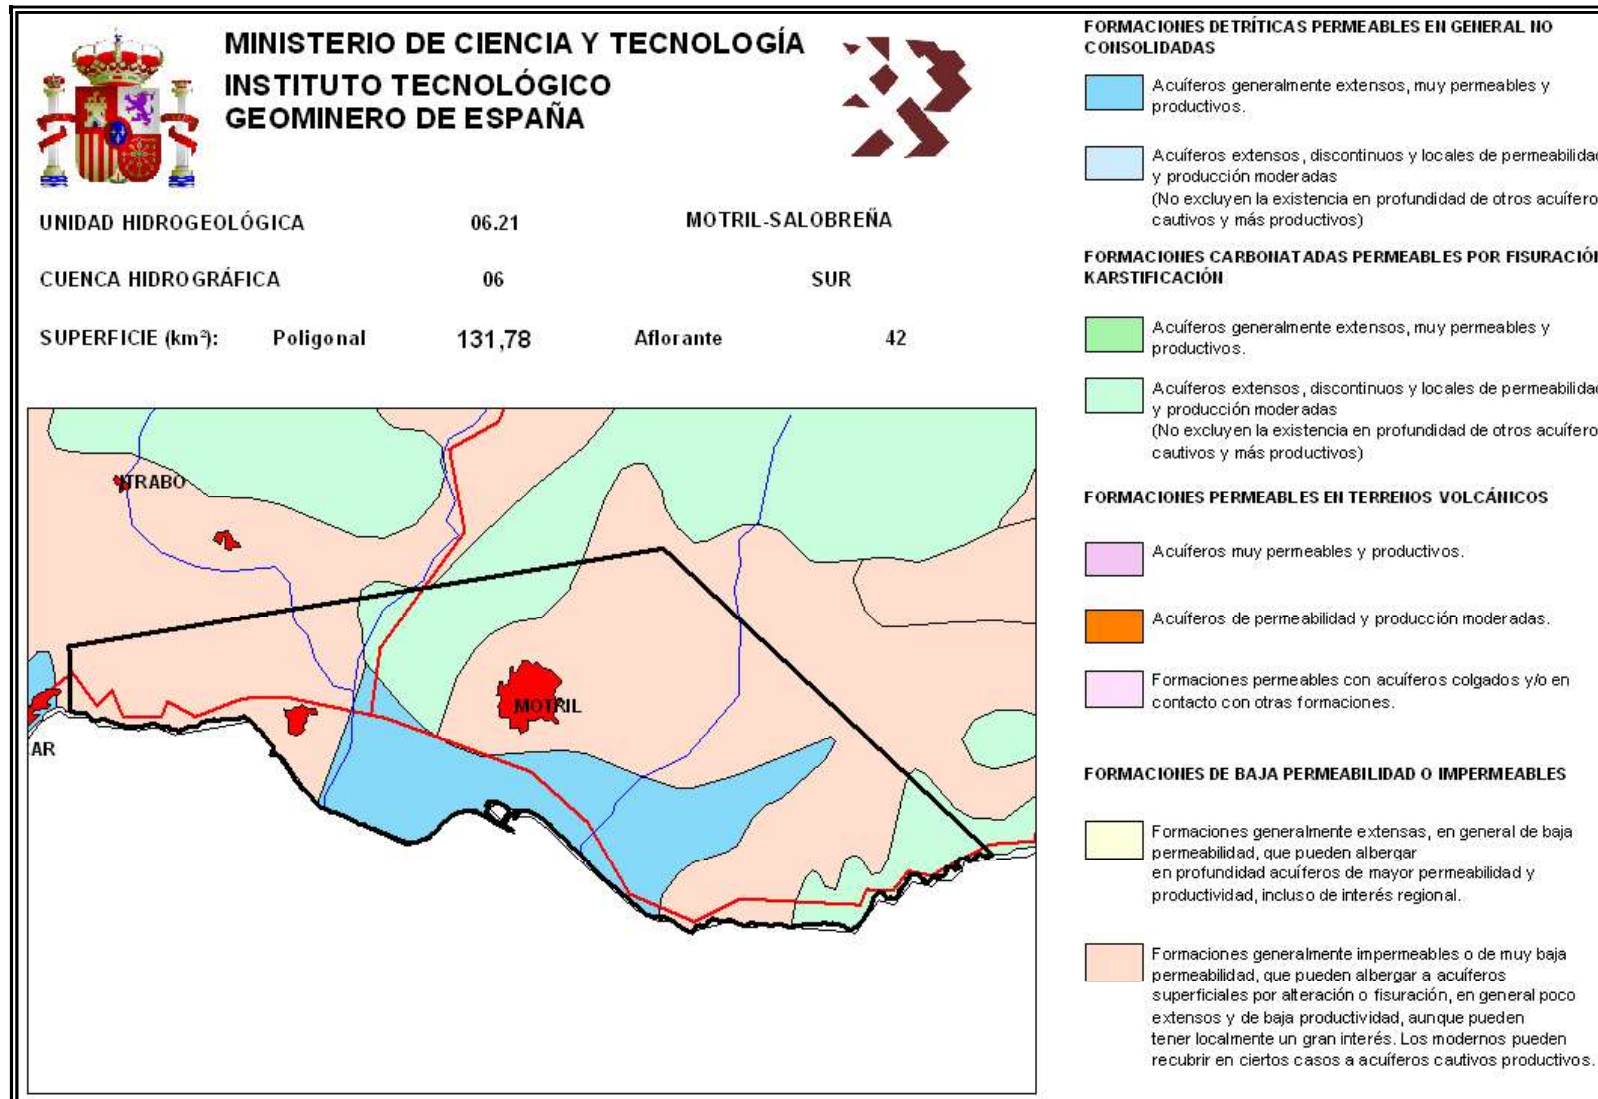 MINISTERIO DE CIENCIA Y TECNOLOGÍA
INSTITUTO TECNOLÓGICO
GEOMINERO DE ESPAÑA
UNIDAD HIDROGEOLÓGICA 06.21 MOTRIL-SALOBREÑA
CUENCA HIDROGRÁFICA 06 SUR
SUPERFICIE (km²): Poligonal 131,78 Aflorante 42
ITRABO
MOTRIL
AR
FORMACIONES DETRÍTICAS PERMEABLES EN GENERAL NO
CONSOLIDADAS
Acuíferos generalmente extensos, muy permeables y
productivos.
Acuíferos extensos, discontinuos y locales de permeabilidad
y producción moderadas
(No excluyen la existencia en profundidad de otros acuífero
cautivos y más productivos)
FORMACIONES CARBONATADAS PERMEABLES POR FISURACIÓN
KARSTIFICACIÓN
Acuíferos generalmente extensos, muy permeables y
productivos.
Acuíferos extensos, discontinuos y locales de permeabilidad
y producción moderadas
(No excluyen la existencia en profundidad de otros acuífero
cautivos y más productivos)
FORMACIONES PERMEABLES EN TERRENOS VOLCÁNICOS
Acuíferos muy permeables y productivos.
Acuíferos de permeabilidad y producción moderadas.
Formaciones permeables con acuíferos colgados y/o en
contacto con otras formaciones.
FORMACIONES DE BAJA PERMEABILIDAD O IMPERMEABLES
Formaciones generalmente extensas, en general de baja
permeabilidad, que pueden albergar
en profundidad acuíferos de mayor permeabilidad y
productividad, incluso de interés regional.
Formaciones generalmente impermeables o de muy baja
permeabilidad, que pueden albergar a acuíferos
superficiales por alteración o fisuración, en general poco
extensos y de baja productividad, aunque pueden
tener localmente un gran interés. Los modernos pueden
recubrir en ciertos casos a acuíferos cautivos productivos.